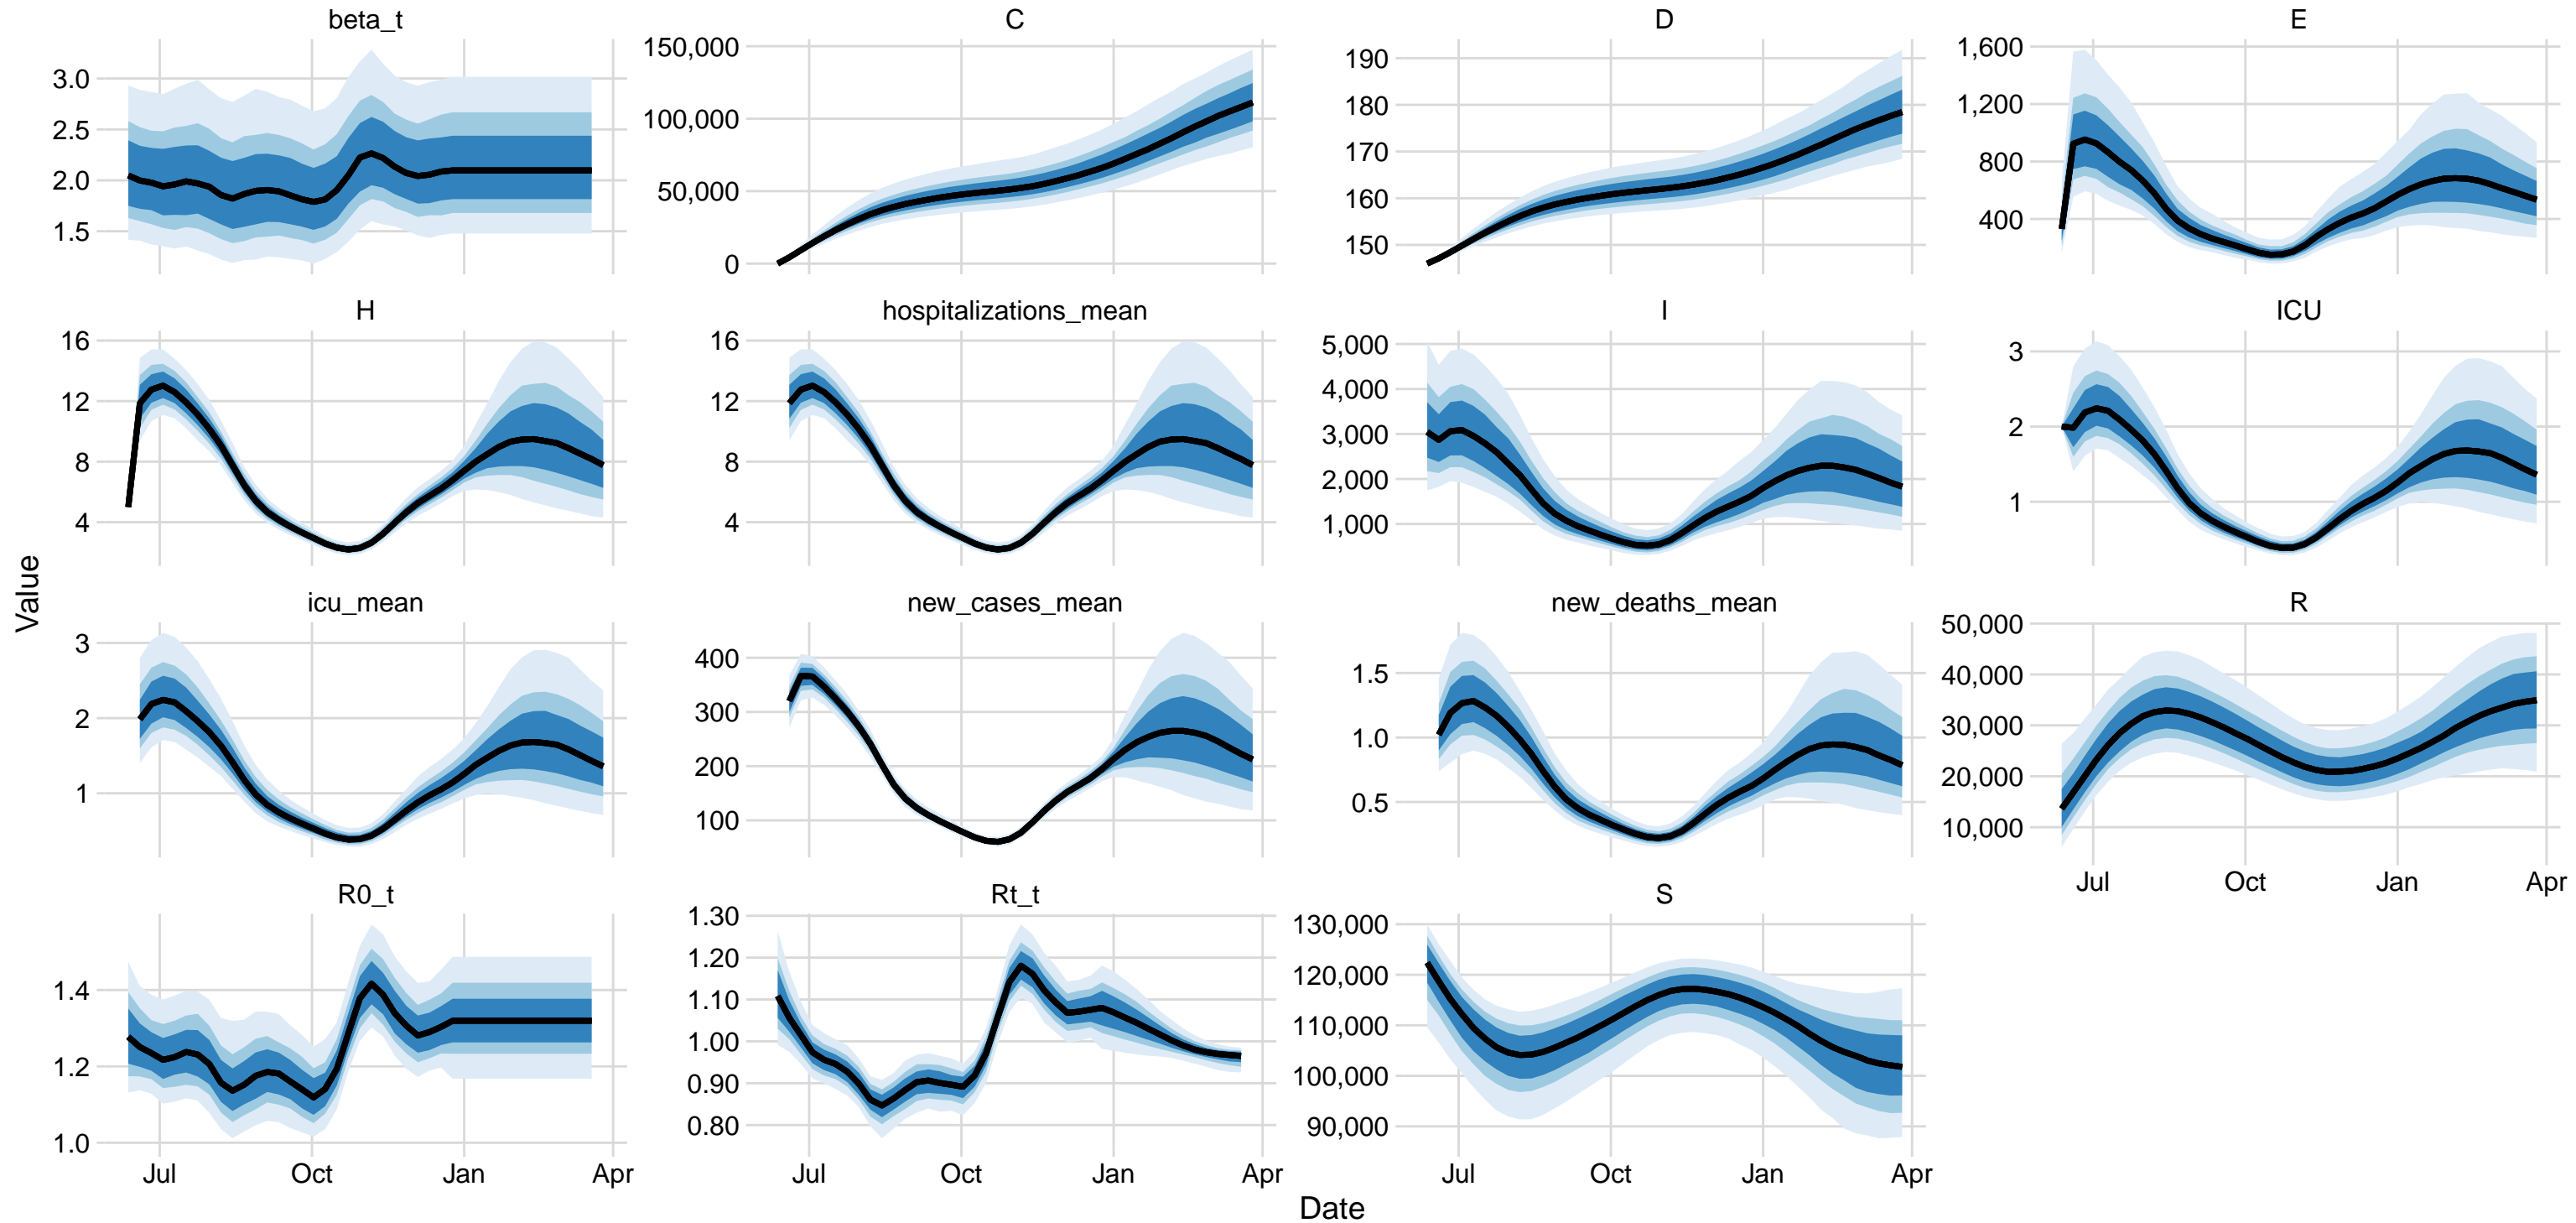 beta_t
C
D
E
3.0
2.5
2.0
1.5
150,000
100,000
50,000
0
190
180
170
160
150
1,600
1,200
800
400
H
hospitalizations_mean
I
ICU
16
12
8
4
16
12
8
4
5,000
4,000
3,000
2,000
1,000
3
2
1
Value
icu_mean
new_cases_mean
new_deaths_mean
R
3
2
1
400
300
200
100
1.5
1.0
0.5
50,000
40,000
30,000
20,000
10,000
Jul Oct Jan Apr
R0_t
Rt_t
S
1.4
1.2
1.0
1.30
1.20
1.10
1.00
0.90
0.80
130,000
120,000
110,000
100,000
90,000
Jul Oct Jan Apr
Jul Oct Jan Apr
Jul Oct Jan Apr
Date